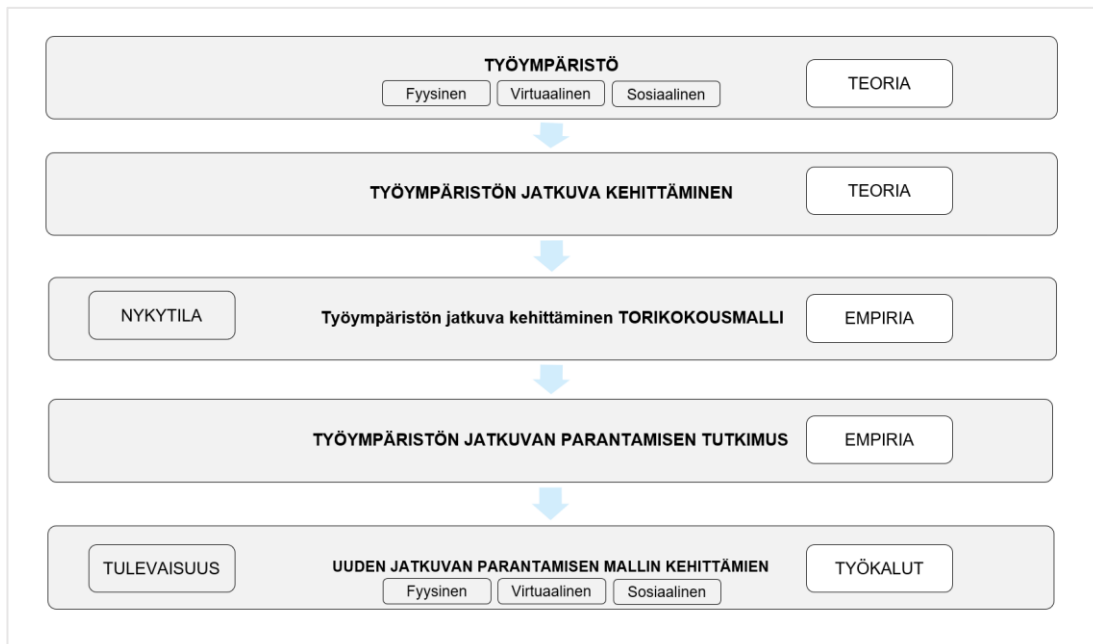 TYÖYMPÄRISTÖ
Fyysinen Virtuaalinen Sosiaalinen
TEORIA
TYÖYMPÄRISTÖN JATKUVA KEHITTÄMINEN
TEORIA
NYKYTILA
Työympäristön jatkuva kehittäminen TORIKOKOUSMALLI
EMPIRIA
TYÖYMPÄRISTÖN JATKUVAN PARANTAMISEN TUTKIMUS
EMPIRIA
TULEVAISUUS
UUDEN JATKUVAN PARANTAMISEN MALLIN KEHITTÄMIEN
Fyysinen Virtuaalinen Sosiaalinen
TYÖKALUT